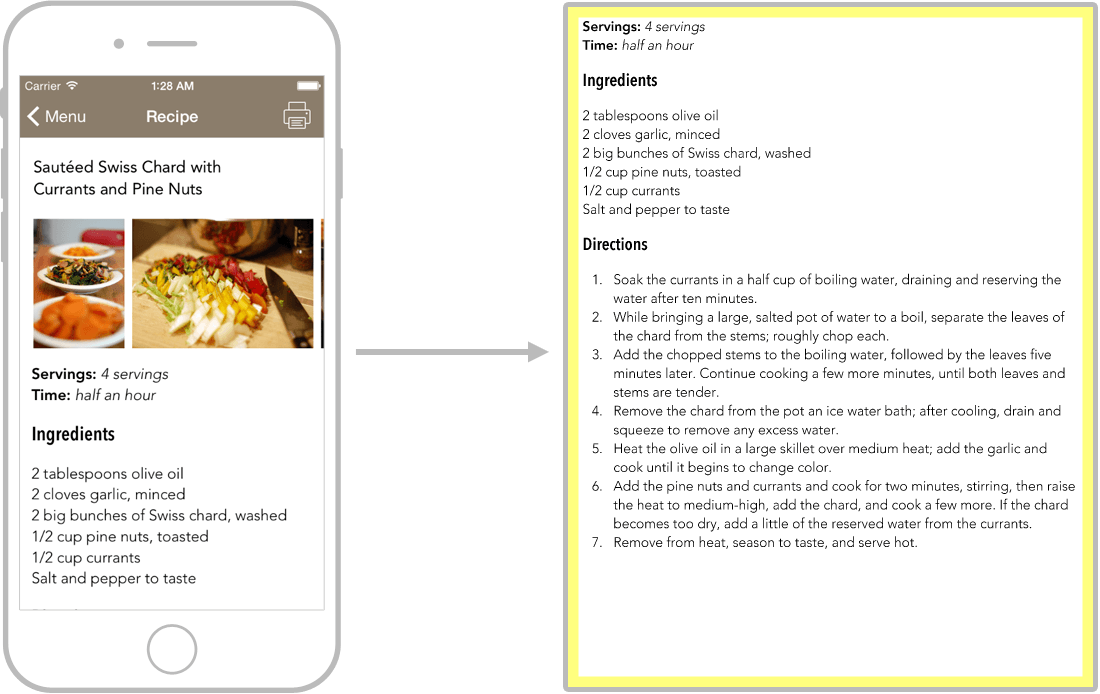 Carrier 1:28 AM
Menu Recipe
Sautéed Swiss Chard with
Currants and Pine Nuts
Servings: 4 servings
Time: half an hour
Ingredients
2 tablespoons olive oil
2 cloves garlic, minced
2 big bunches of Swiss chard, washed
1/2 cup pine nuts, toasted
1/2 cup currants
Salt and pepper to taste
Servings: 4 servings
Time: half an hour
Ingredients
2 tablespoons olive oil
2 cloves garlic, minced
2 big bunches of Swiss chard, washed
1/2 cup pine nuts, toasted
1/2 cup currants
Salt and pepper to taste
Directions
1. Soak the currants in a half cup of boiling water, draining and reserving the
water after ten minutes.
2. While bringing a large, salted pot of water to a boil, separate the leaves of
the chard from the stems; roughly chop each.
3. Add the chopped stems to the boiling water, followed by the leaves five
minutes later. Continue cooking a few more minutes, until both leaves and
stems are tender.
4. Remove the chard from the pot an ice water bath; after cooling, drain and
squeeze to remove any excess water.
5. Heat the olive oil in a large skillet over medium heat; add the garlic and
cook until it begins to change color.
6. Add the pine nuts and currants and cook for two minutes, stirring, then raise
the heat to medium-high, add the chard, and cook a few more. If the chard
becomes too dry, add a little of the reserved water from the currants.
7. Remove from heat, season to taste, and serve hot.